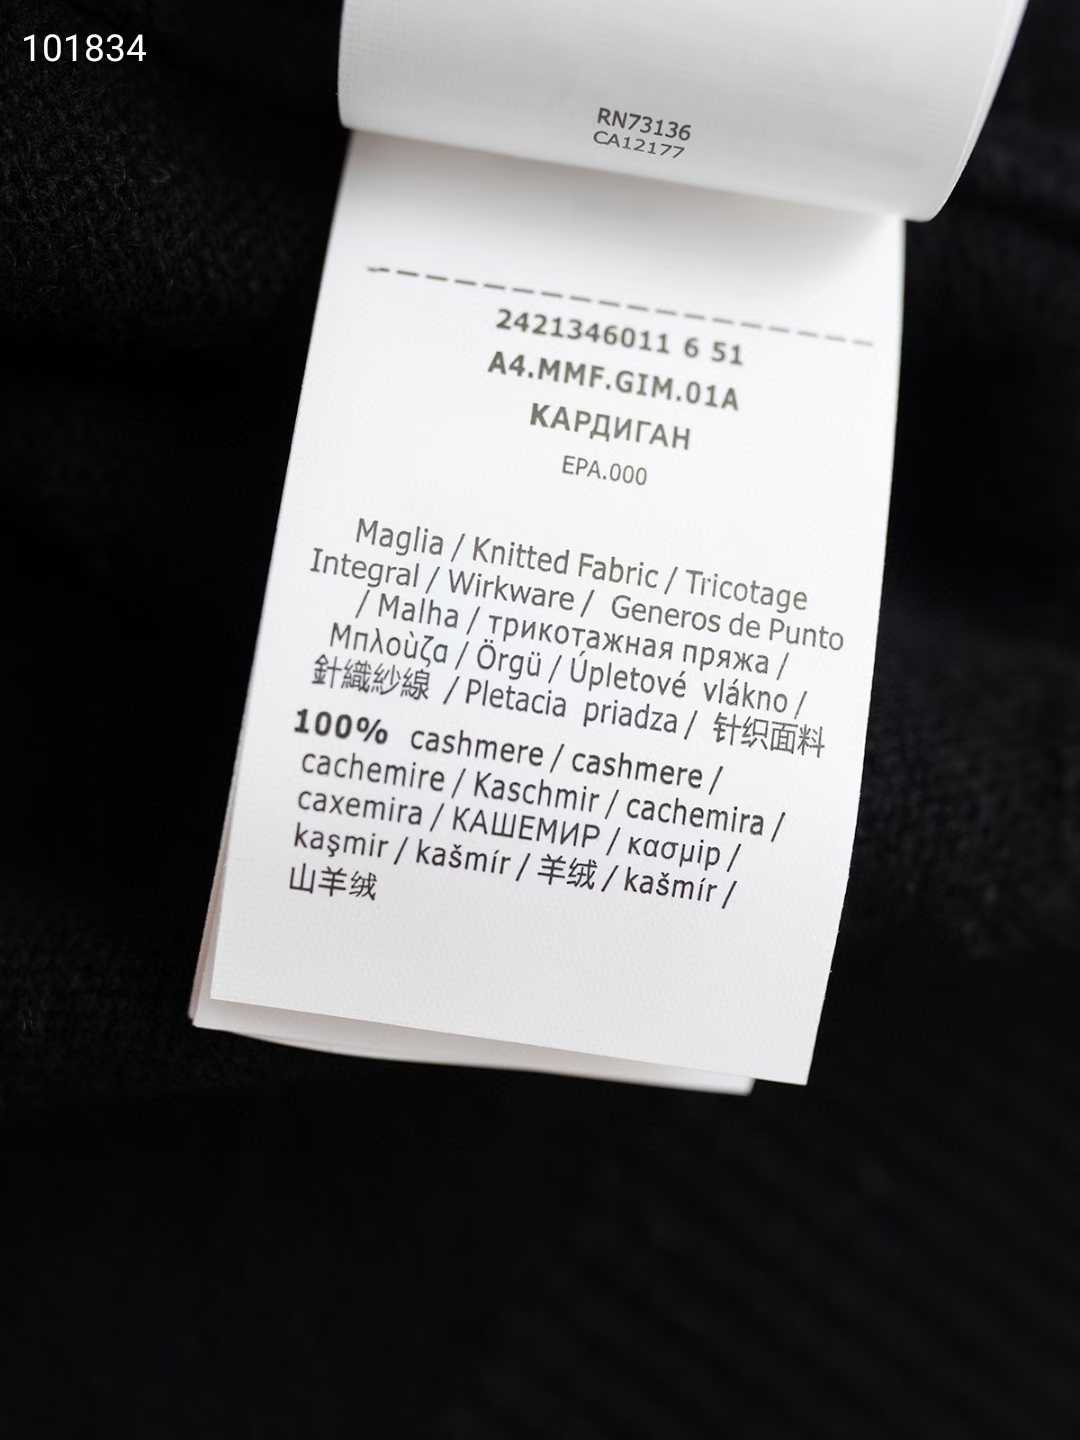 101834
RN73136
CA12177
2421346011 6 51
A4.MMF.GIM.01A
КАРДИГАН
EPA.000
Maglia / Knitted Fabric / Tricotage
Integral / Wirkware / Generos de Punto
/ Malha / трикотажная пряжа /
Μπλοùζα / Örgü / Úpletové vlákno /
針織紗線 / Pletacia priadza / 针织面料
100% cashmere / cashmere /
cachemire / Kaschmir / cachemira /
caxemira / КАШЕМИР / κασμιρ /
kaşmir / kašmír / 羊绒 / kašmír /
山羊绒